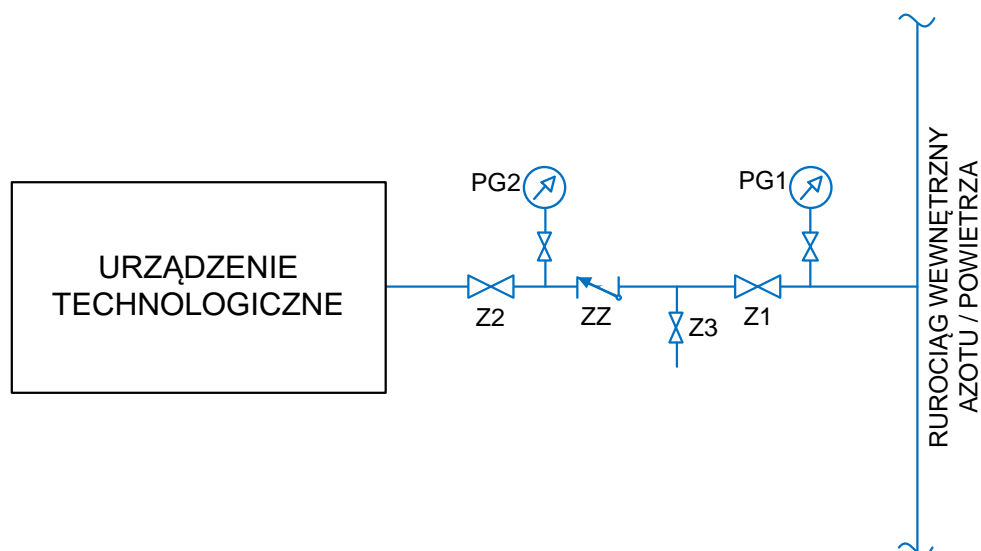 PG2
PG1
URZĄDZENIE
TECHNOLOGICZNE
Z2
ZZ
Z3
Z1
RUROCIĄG WEWNĘTRZNY
AZOTU / POWIETRZA